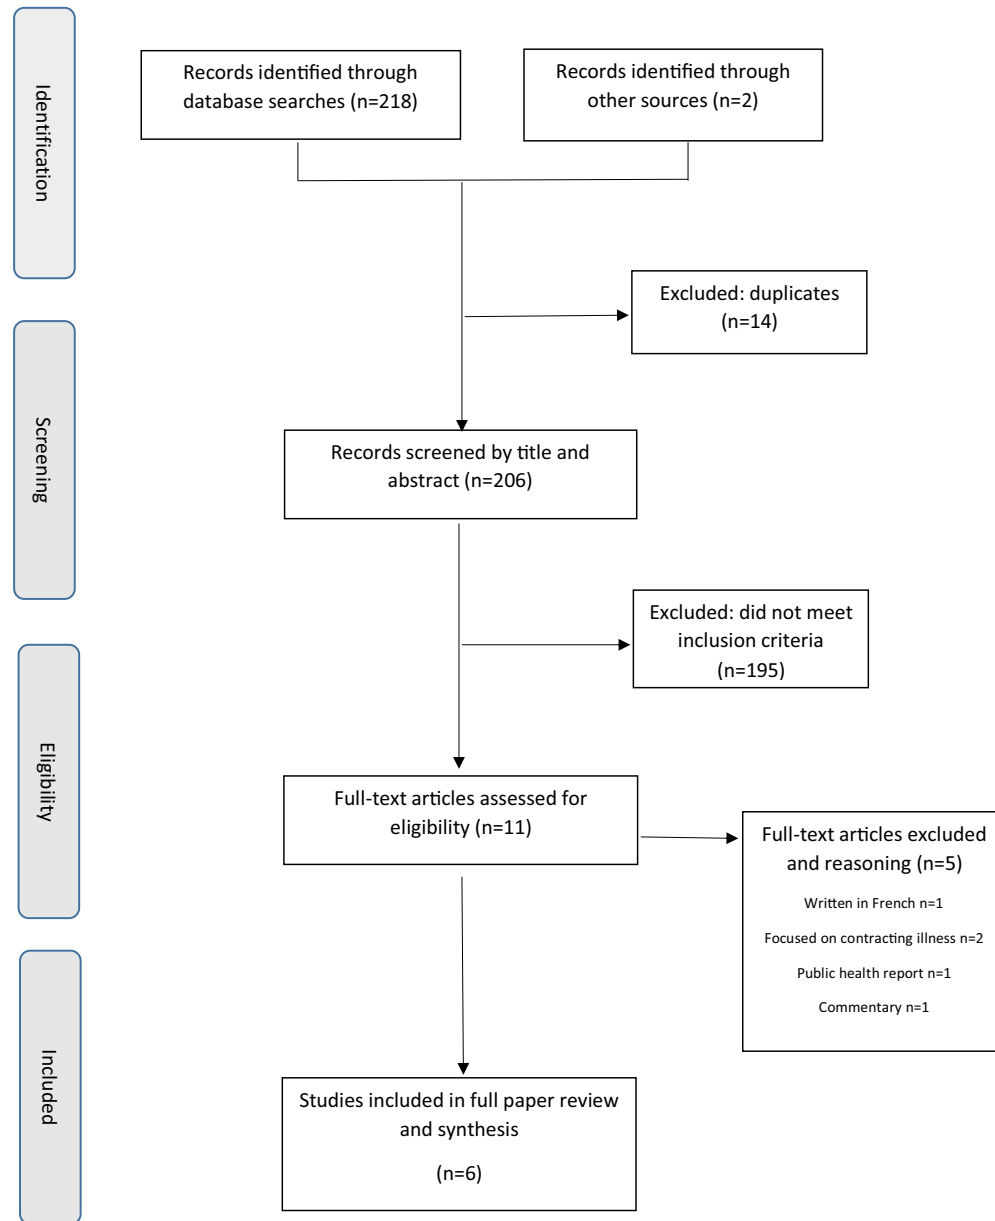 Identification
Records identified through
database searches (n=218)
Records identified through
other sources (n=2)
Excluded: duplicates
(n=14)
Screening
Records screened by title and
abstract (n=206)
Excluded: did not meet
inclusion criteria
(n=195)
Eligibility
Full-text articles assessed for
eligibility (n=11)
Full-text articles excluded
and reasoning (n=5)
Written in French n=1
Focused on contracting illness n=2
Public health report n=1
Commentary n=1
Included
Studies included in full paper review
and synthesis
(n=6)